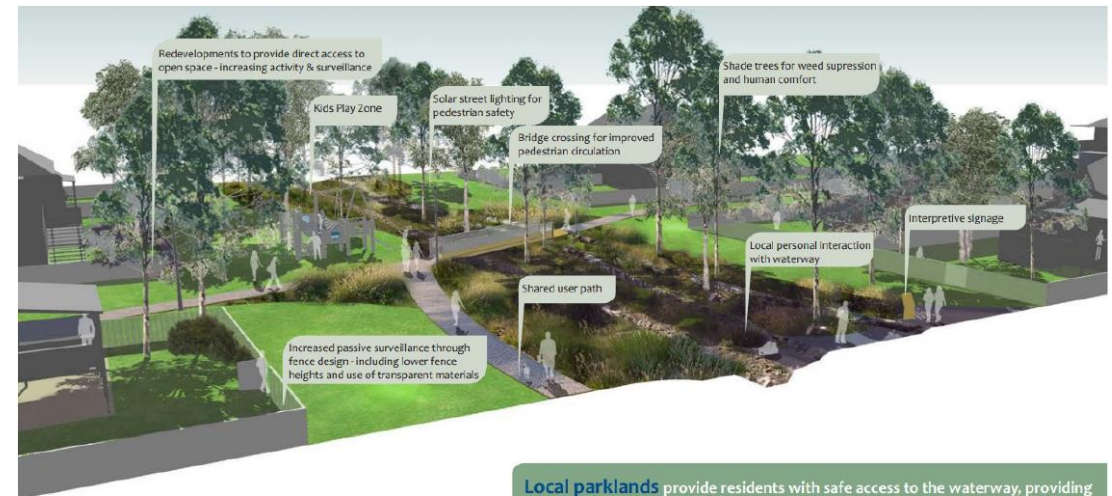 Redevelopments to provide direct access to
open space - increasing activity & surveillance
Kids Play Zone
Solar street lighting for
pedestrian safety
Bridge crossing for improved
pedestrian circulation
Shade trees for weed supression
and human comfort
Interpretive signage
Local personal interaction
with waterway
Shared user path
Increased passive surveillance through
fence design - including lower fence
heights and use of transparent materials
Local parklands provide residents with safe access to the waterway, providing